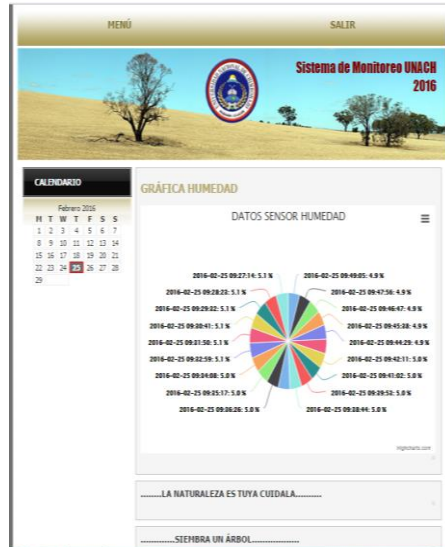 MENÚ
SALIR
Sistema de Monitoreo UNACH
2016
CALENDARIO
Febrero 2016
M T W T F S S
1 2 3 4 5 6 7
8 9 10 11 12 13 14
15 16 17 18 19 20 21
22 23 24 25 26 27 28
29
GRÁFICA HUMEDAD
DATOS SENSOR HUMEDAD
2016-02-25 09:27:14: 5.1 %
2016-02-25 09:49:05: 4.9 %
2016-02-25 09:28:23: 5.1 %
2016-02-25 09:47:56: 4.9 %
2016-02-25 09:29:32: 5.1 %
2016-02-25 09:46:47: 4.9 %
2016-02-25 09:30:41: 5.1 %
2016-02-25 09:45:38: 4.9 %
2016-02-25 09:31:50: 5.1 %
2016-02-25 09:44:29: 4.9 %
2016-02-25 09:32:59: 5.1 %
2016-02-25 09:42:11: 5.0 %
2016-02-25 09:34:08: 5.0 %
2016-02-25 09:41:02: 5.0 %
2016-02-25 09:35:17: 5.0 %
2016-02-25 09:39:53: 5.0 %
2016-02-25 09:36:26: 5.0 %
2016-02-25 09:38:44: 5.0 %
Highcharts.com
.........LA NATURALEZA ES TUYA CUIDALA............
..............SIEMBRA UN ÁRBOL...................